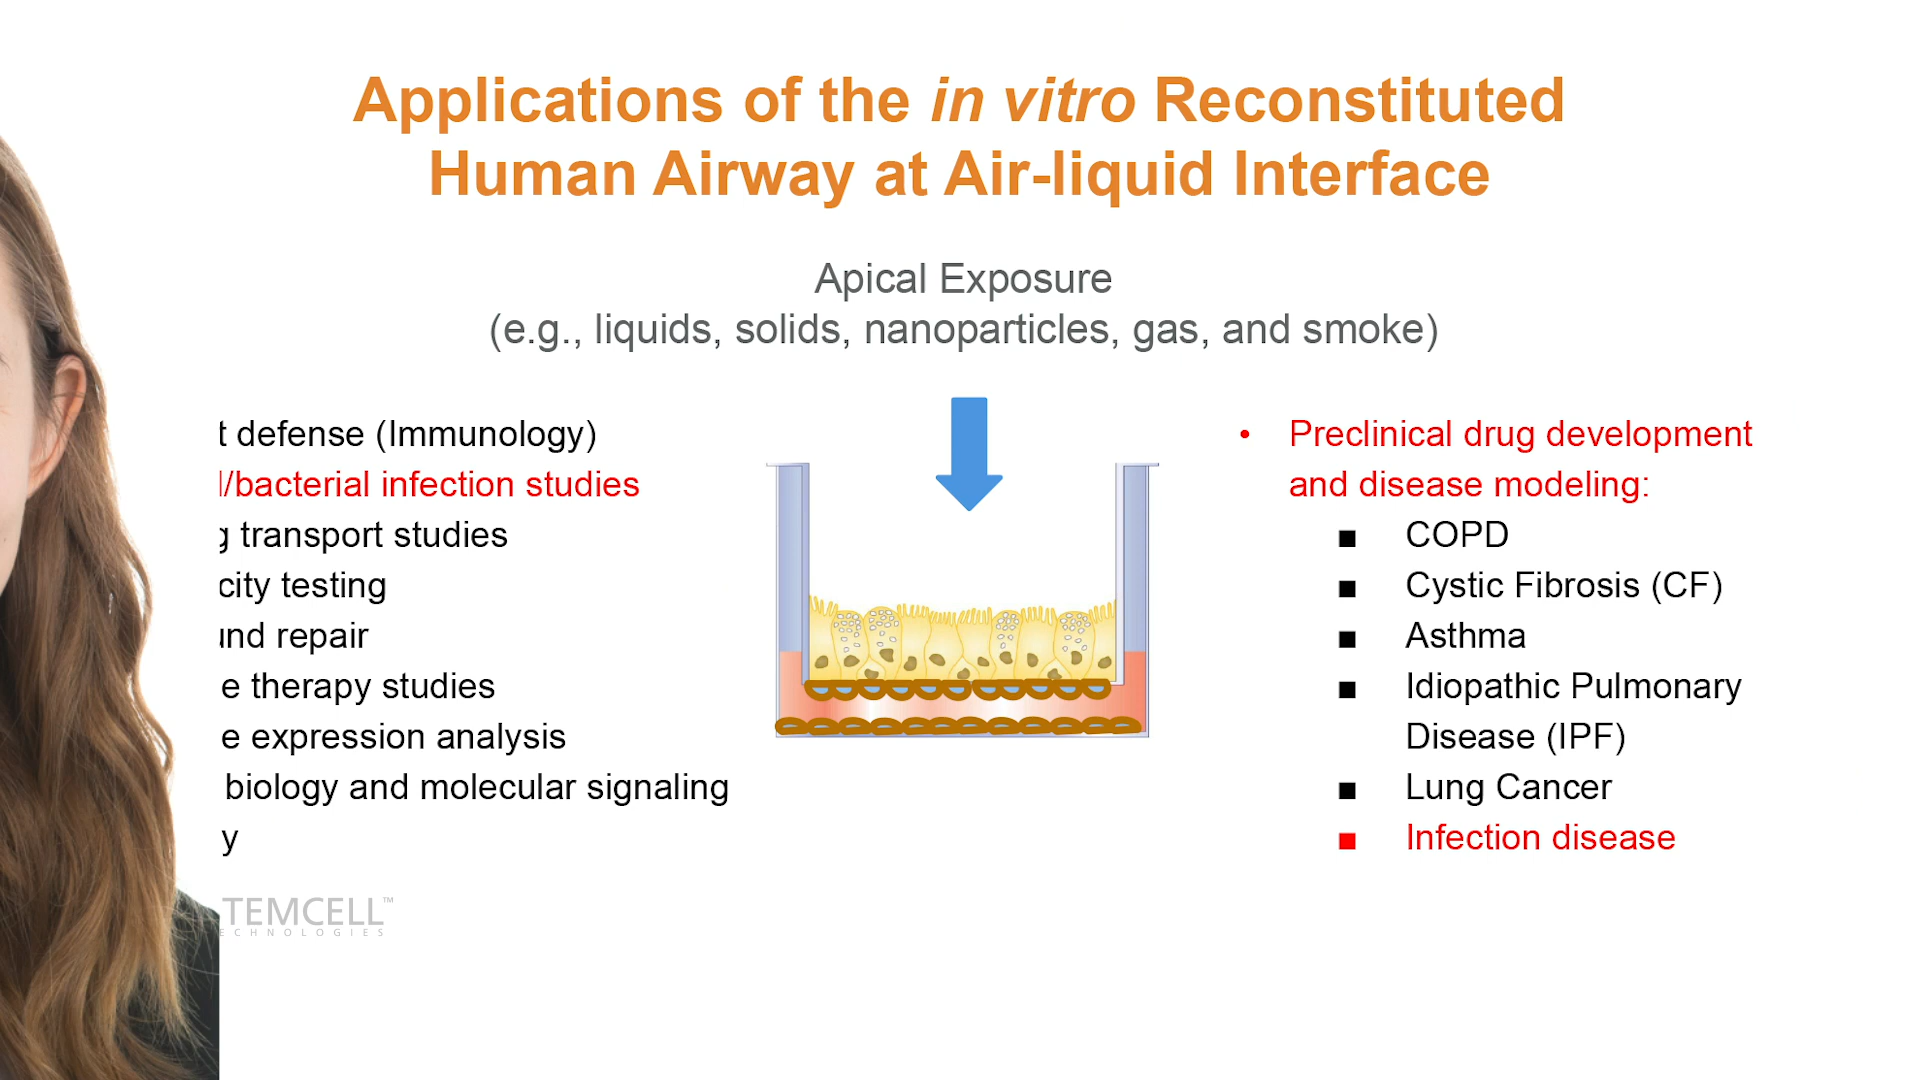 Applications of the in vitro Reconstituted
Human Airway at Air-liquid Interface
Apical Exposure
(e.g., liquids, solids, nanoparticles, gas, and smoke)
t defense (Immunology)
l/bacterial infection studies
g transport studies
city testing
und repair
e therapy studies
e expression analysis
biology and molecular signaling
y
• Preclinical drug development
and disease modeling:
■ COPD
■ Cystic Fibrosis (CF)
■ Asthma
■ Idiopathic Pulmonary
Disease (IPF)
■ Lung Cancer
■ Infection disease
TEMCELL™
ECHNOLOGIES